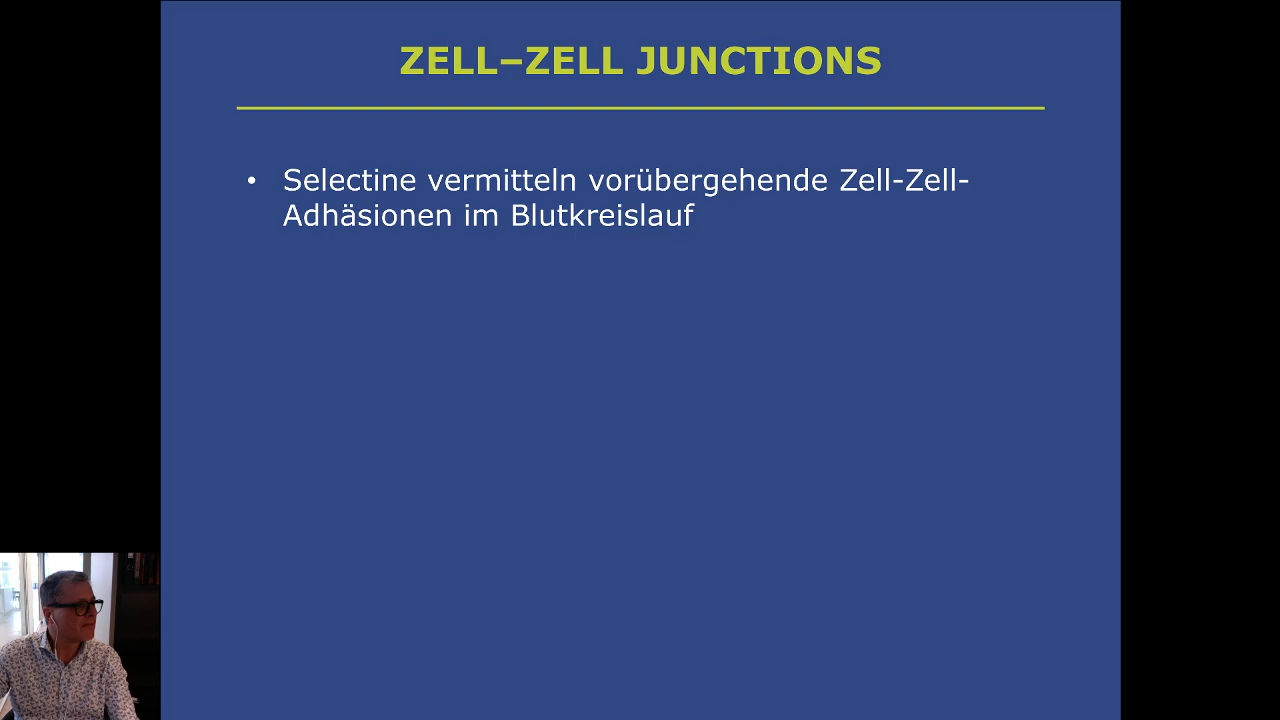 ZELL–ZELL JUNCTIONS
• Selectine vermitteln vorübergehende Zell-Zell-
Adhäsionen im Blutkreislauf